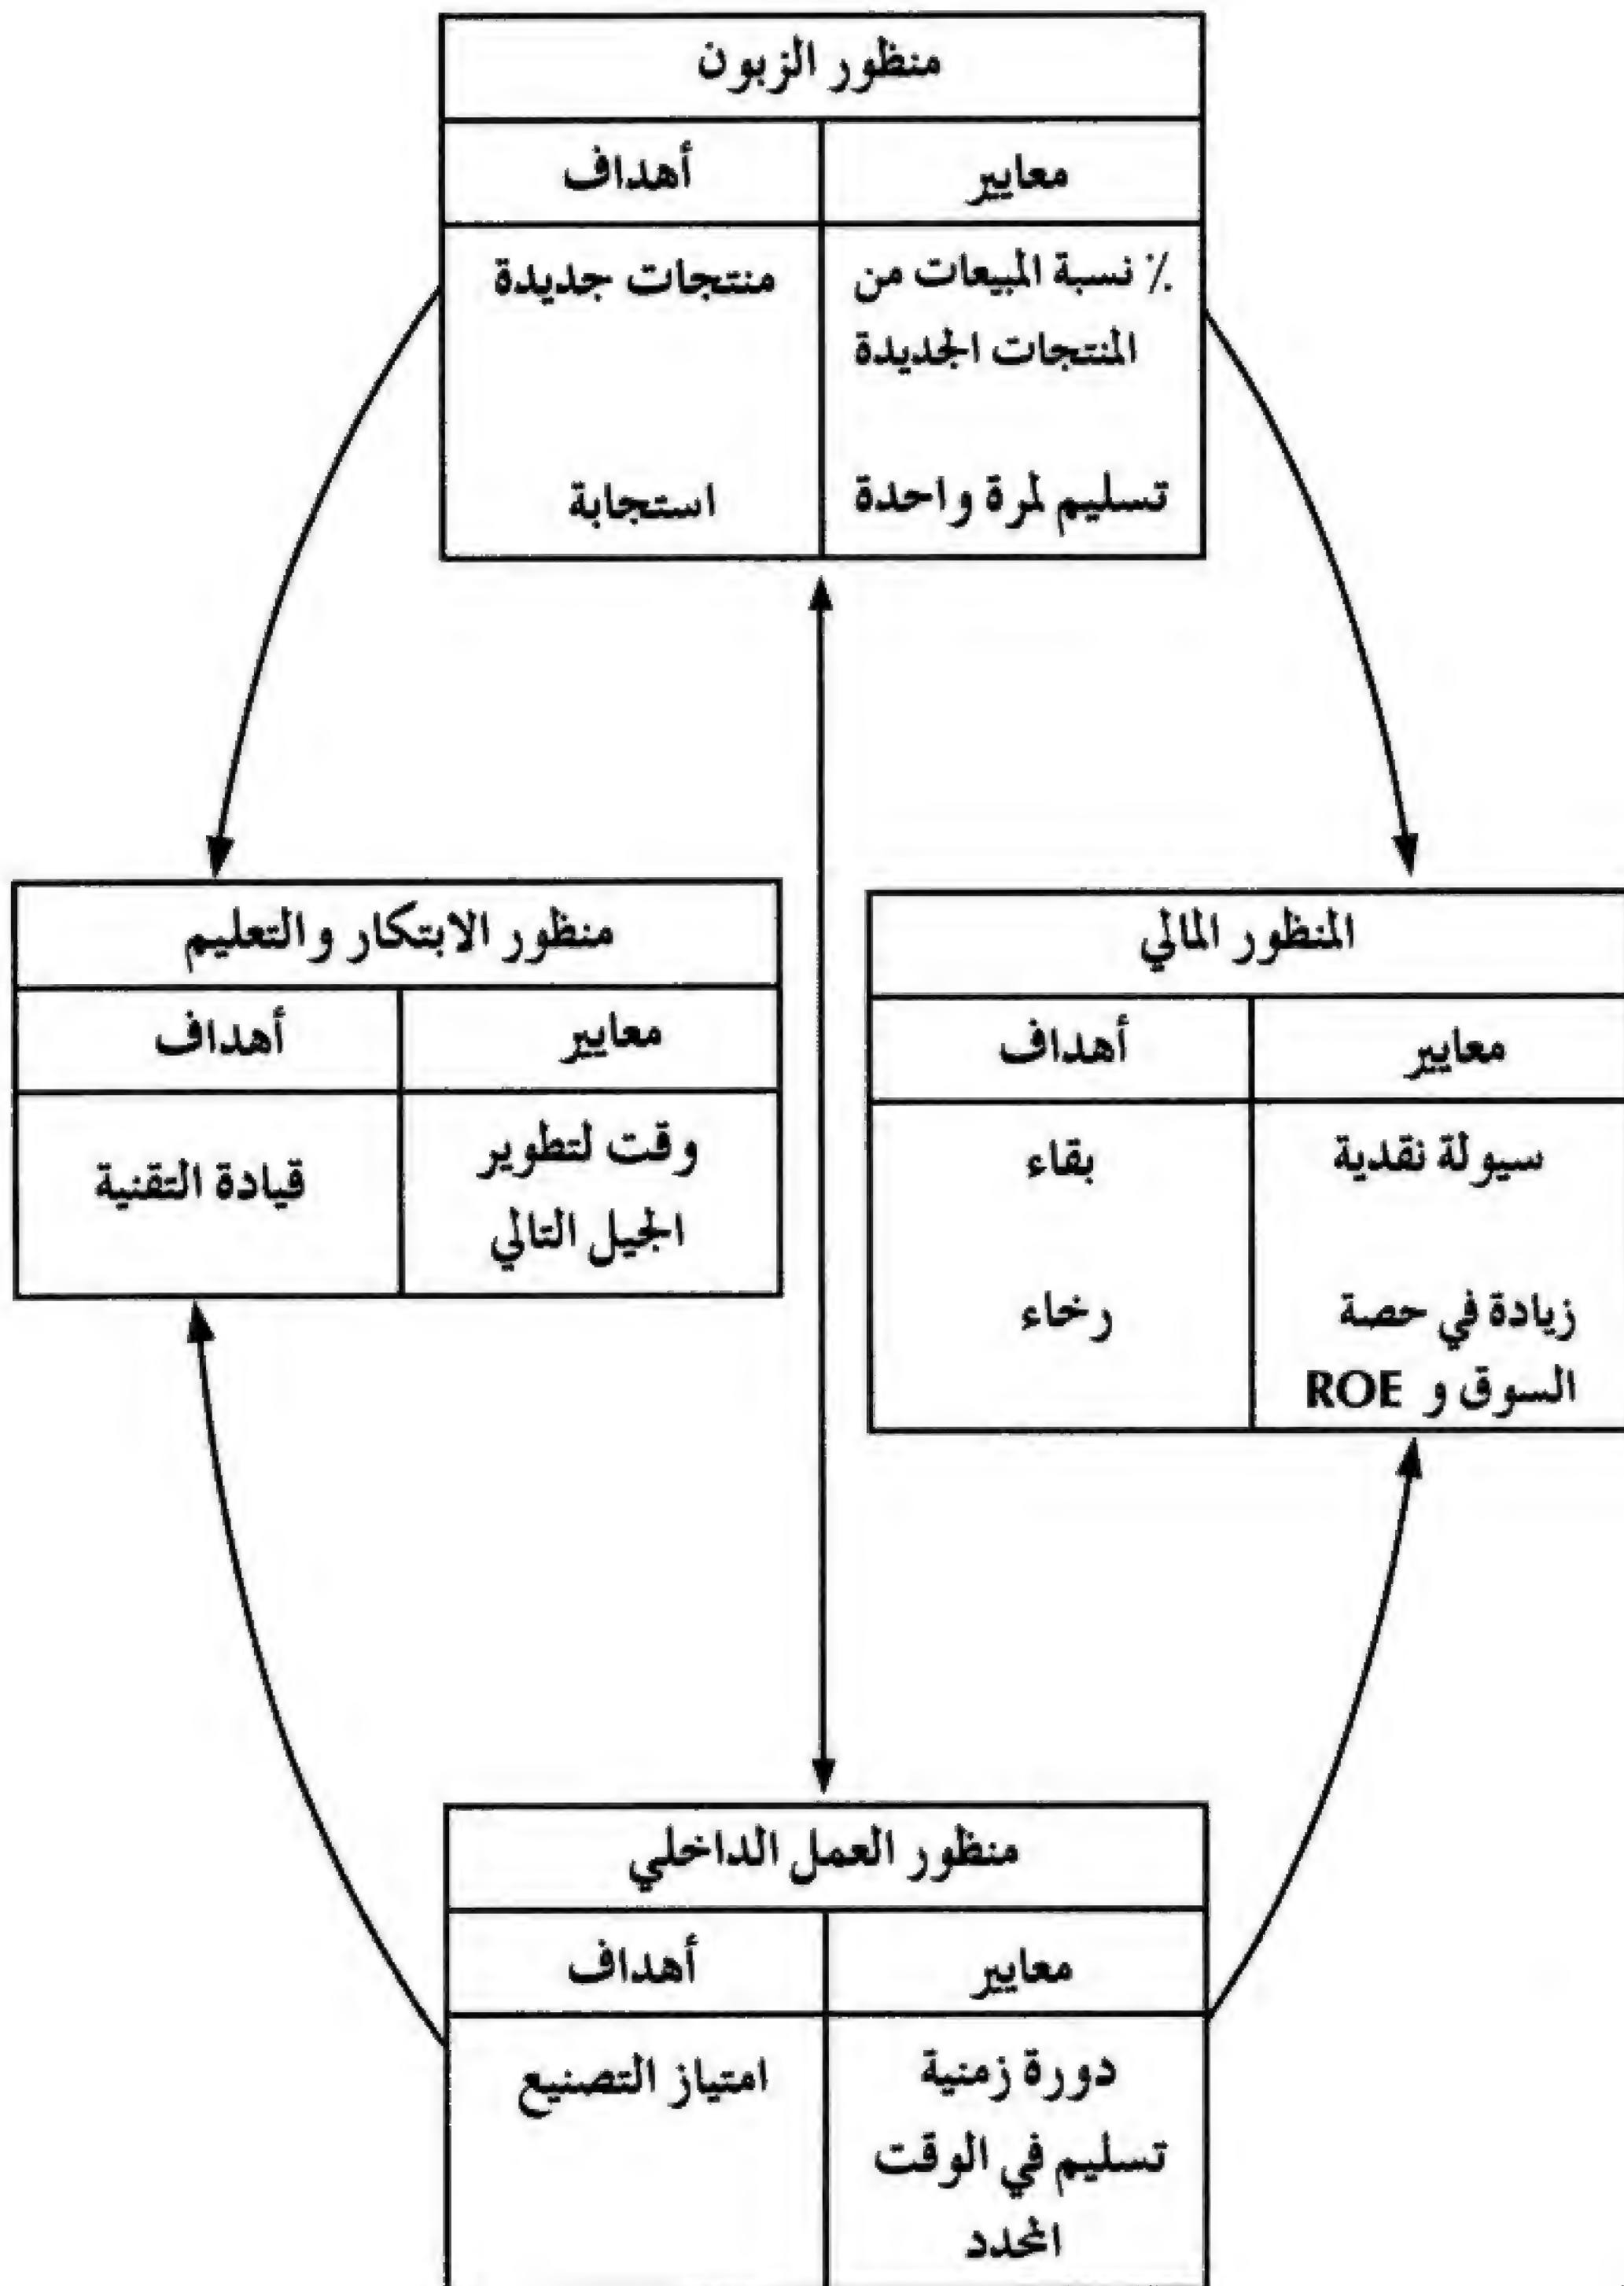 منظور الزبون
معايير
أهداف
٪ نسبة المبيعات من
المنتجات الجديدة
منتجات جديدة
تسليم لمرة واحدة
استجابة
المنظور المالي
معايير
أهداف
سيولة نقدية
بقاء
زيادة في حصة
السوق و ROE
رخاء
منظور الابتكار والتعليم
معايير
أهداف
وقت لتطوير
الجيل التالي
قيادة التقنية
منظور العمل الداخلي
معايير
أهداف
دورة زمنية
تسليم في الوقت
المحدد
امتياز التصنيع